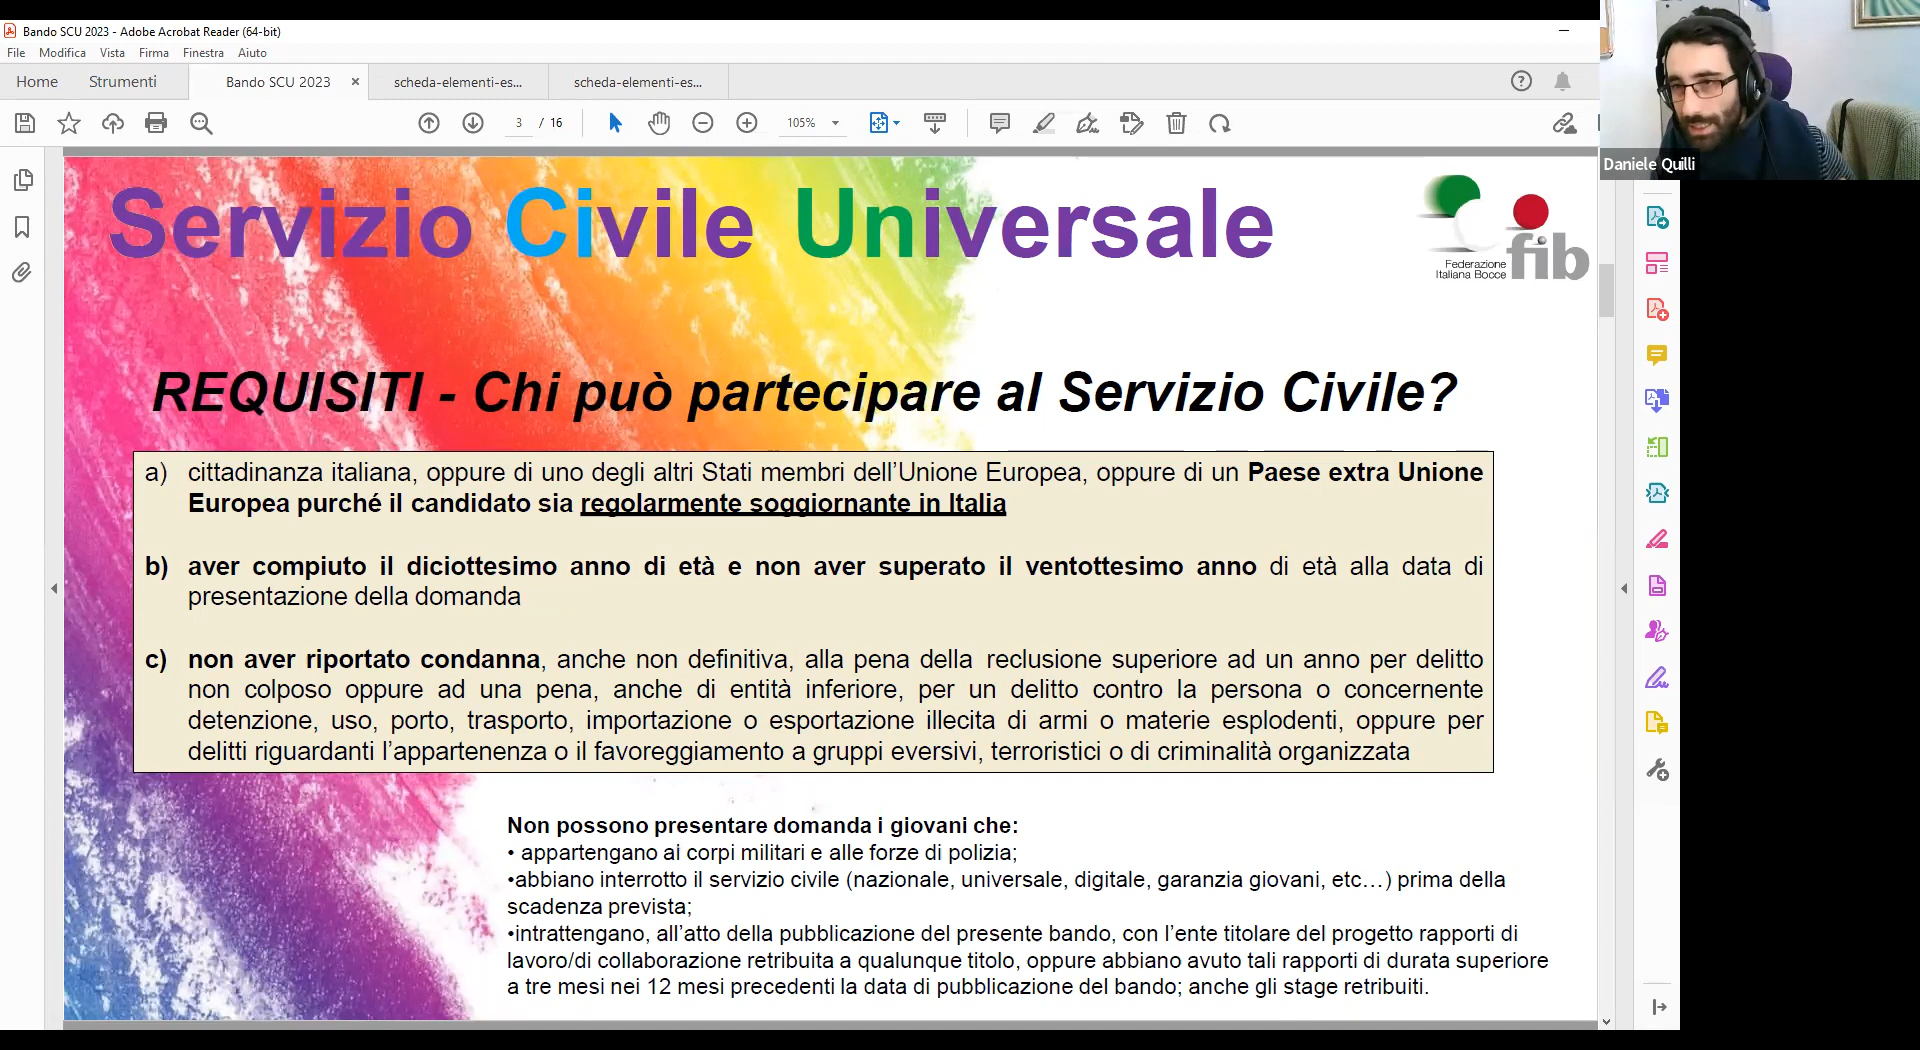 Bando SCU 2023 - Adobe Acrobat Reader (64-bit)
File Modifica Vista Firma Finestra Aiuto
Home Strumenti Bando SCU 2023 × scheda-elementi-es... scheda-elementi-es...
3 / 16 105%
Daniele Quilli
Servizio Civile Universale
fib
Federazione
Italiana Bocce
REQUISITI - Chi può partecipare al Servizio Civile?
a) cittadinanza italiana, oppure di uno degli altri Stati membri dell'Unione Europea, oppure di un Paese extra Unione
Europea purché il candidato sia regolarmente soggiornante in Italia
b) aver compiuto il diciottesimo anno di età e non aver superato il ventottesimo anno di età alla data di
presentazione della domanda
c) non aver riportato condanna, anche non definitiva, alla pena della reclusione superiore ad un anno per delitto
non colposo oppure ad una pena, anche di entità inferiore, per un delitto contro la persona o concernente
detenzione, uso, porto, trasporto, importazione o esportazione illecita di armi o materie esplodenti, oppure per
delitti riguardanti l'appartenenza o il favoreggiamento a gruppi eversivi, terroristici o di criminalità organizzata
Non possono presentare domanda i giovani che:
• appartengano ai corpi militari e alle forze di polizia;
•abbiano interrotto il servizio civile (nazionale, universale, digitale, garanzia giovani, etc…) prima della
scadenza prevista;
•intrattengano, all'atto della pubblicazione del presente bando, con l'ente titolare del progetto rapporti di
lavoro/di collaborazione retribuita a qualunque titolo, oppure abbiano avuto tali rapporti di durata superiore
a tre mesi nei 12 mesi precedenti la data di pubblicazione del bando; anche gli stage retribuiti.